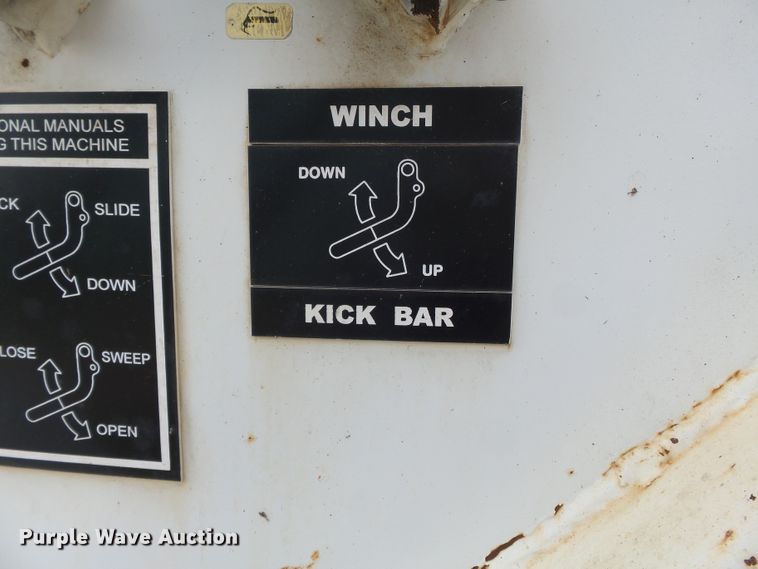 ONAL MANUALS
G THIS MACHINE
CK SLIDE
DOWN
LOSE SWEEP
OPEN
WINCH
DOWN
UP
KICK BAR
Purple Wave Auction